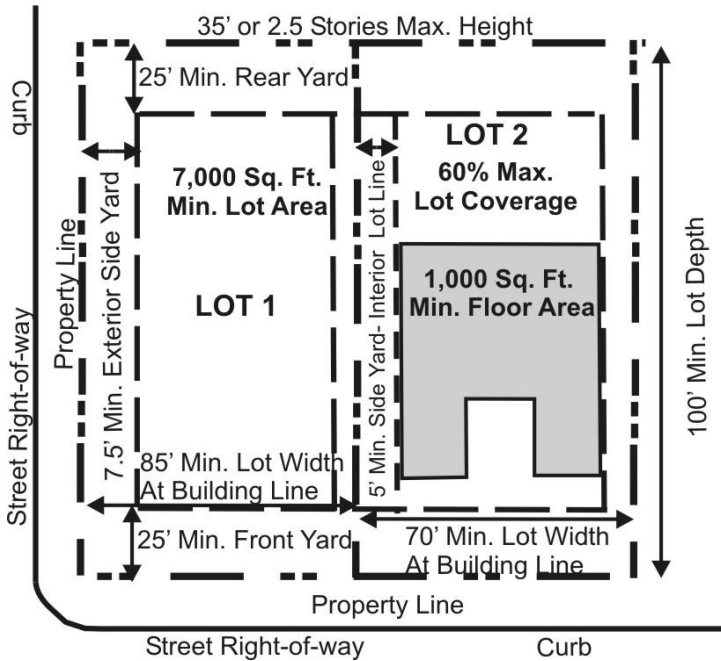 35’ or 2.5 Stories Max. Height
25’ Min. Rear Yard
Curb
LOT 2
60% Max.
Lot Coverage
7,000 Sq. Ft.
Min. Lot Area
LOT 1
1,000 Sq. Ft.
Min. Floor Area
Property Line
7.5’ Min. Exterior Side Yard
5’ Min. Side Yard- Interior Lot Line
100’ Min. Lot Depth
Street Right-of-way
85’ Min. Lot Width
At Building Line
25’ Min. Front Yard
70’ Min. Lot Width
At Building Line
Property Line
Street Right-of-way
Curb